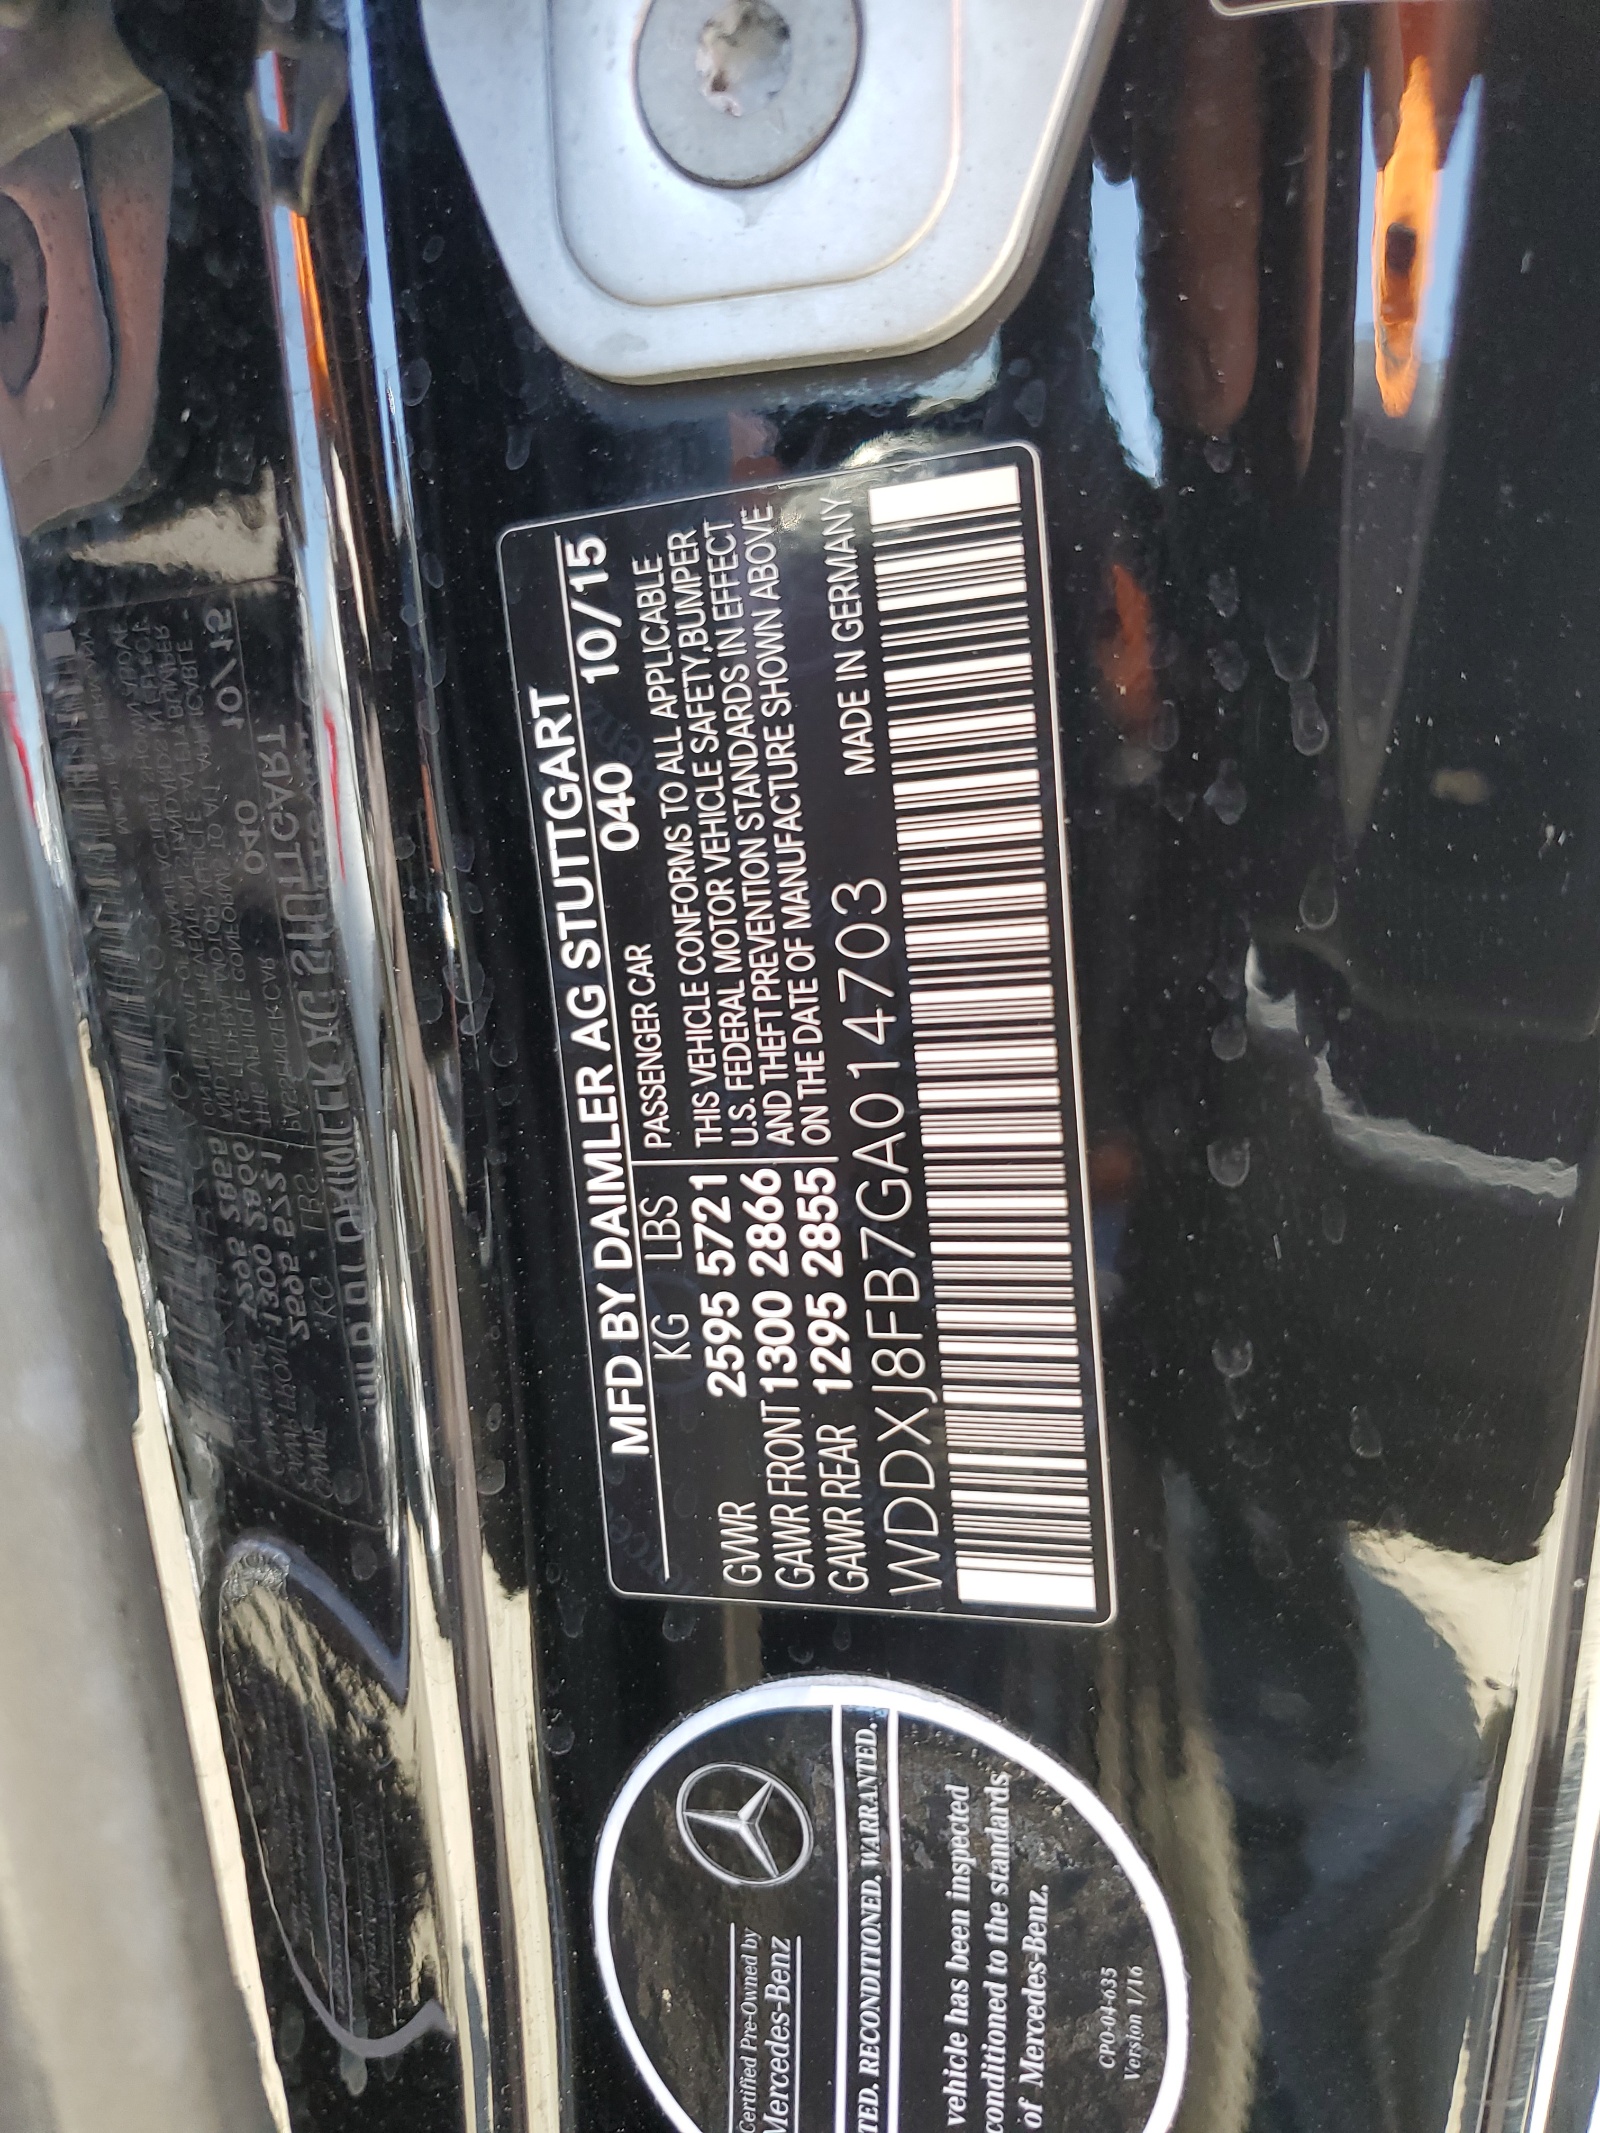 MFD BY DAIMLER AG STUTTGART
KG LBS 040 10/15
PASSENGER CAR
GVWR 2595 5721 THIS VEHICLE CONFORMS TO ALL APPLICABLE
U.S. FEDERAL MOTOR VEHICLE SAFETY,BUMPER
GAWR FRONT 1300 2866 AND THEFT PREVENTION STANDARDS IN EFFECT
GAWR REAR 1295 2855 ON THE DATE OF MANUFACTURE SHOWN ABOVE
WDDXJ8FB7GA014703 MADE IN GERMANY
Certified Pre-Owned by
Mercedes-Benz
RECONDITIONED. WARRANTED.
vehicle has been inspected
conditioned to the standards
of Mercedes-Benz.
CPO-04-635
Version 1/16